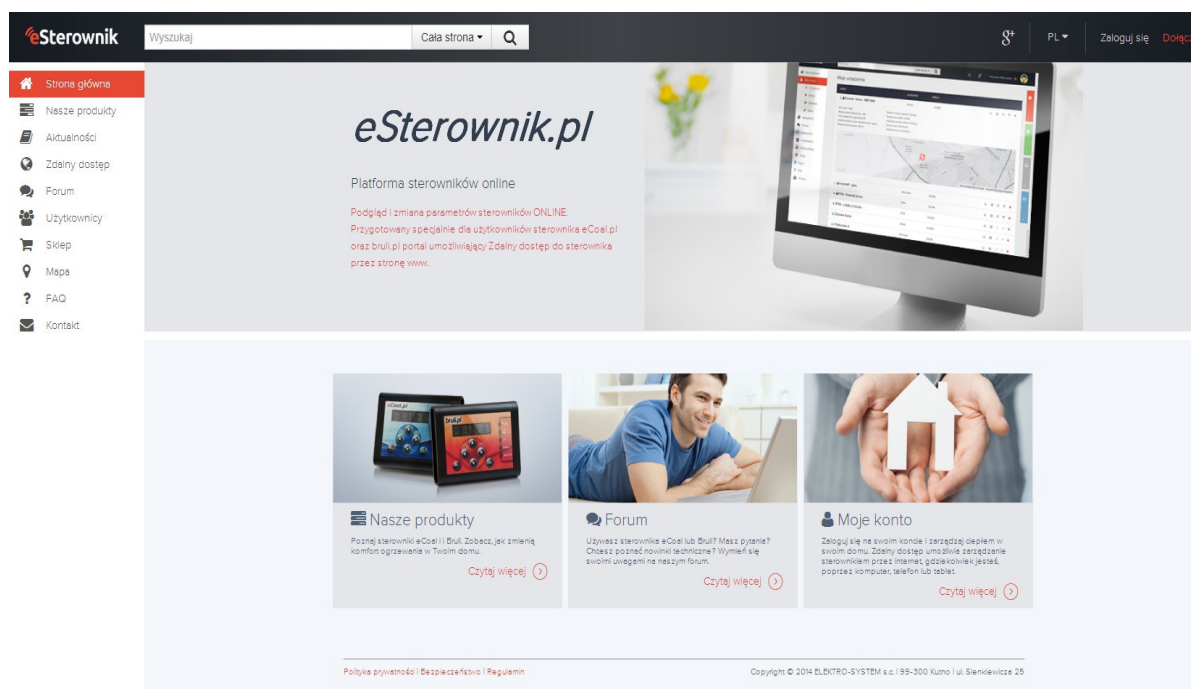 eSterownik
Wyszukaj
Cała strona
g+
PL
Zaloguj się Dołącz
Strona główna
Nasze produkty
Aktualności
Zdalny dostęp
Forum
Użytkownicy
Sklep
Mapa
FAQ
Kontakt
eSterownik.pl
Platforma sterowników online
Podgląd i zmiana parametrów sterowników ONLINE.
Przygotowany specjalnie dla użytkowników sterownika eCoal.pl
oraz bruli.pl portal umożliwiający Zdalny dostęp do sterownika
przez stronę www.
eCoal.pl
bruli.pl
Nasze produkty
Poznaj sterowniki eCoal i i Bruli. Zobacz, jak zmienią
komfort ogrzewania w Twoim domu.
Czytaj więcej
Forum
Używasz sterownika eCoal lub Bruli? Masz pytania?
Chcesz poznać nowinki techniczne? Wymień się
swoimi uwagami na naszym forum.
Czytaj więcej
Moje konto
Zaloguj się na swoim koncie i zarządzaj ciepłem w
swoim domu. Zdalny dostęp umożliwia zarządzanie
sterownikiem przez internet, gdziekolwiek jesteś,
poprzez komputer, telefon lub tablet.
Czytaj więcej
Polityka prywatności | Bezpieczeństwo | Regulamin
Copyright © 2014 ELEKTRO-SYSTEM s.c. | 99-300 Kutno | ul. Sienkiewicza 25